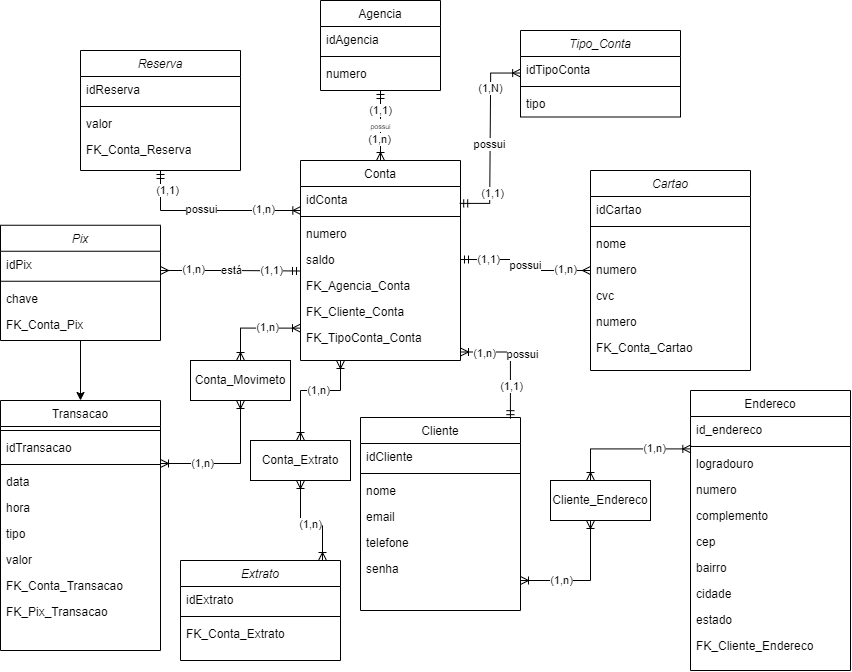 Agencia
idAgencia
numero
(1,1)
possui
(1,n)
Reserva
idReserva
valor
FK_Conta_Reserva
(1,1)
possui
(1,n)
Tipo_Conta
idTipoConta
tipo
(1,N)
possui
(1,1)
Conta
idConta
numero
saldo
FK_Agencia_Conta
FK_Cliente_Conta
FK_TipoConta_Conta
Cartao
idCartao
nome
numero
cvc
numero
FK_Conta_Cartao
(1,1)
possui
(1,n)
Pix
idPix
chave
FK_Conta_Pix
(1,n)
está
(1,1)
(1,n)
Conta_Movimeto
(1,n)
Transacao
idTransacao
data
hora
tipo
valor
FK_Conta_Transacao
FK_Pix_Transacao
(1,n)
Conta_Extrato
(1,n)
Extrato
idExtrato
FK_Conta_Extrato
(1,n)
possui
(1,1)
Cliente
idCliente
nome
email
telefone
senha
(1,n)
Cliente_Endereco
(1,n)
Endereco
id_endereco
logradouro
numero
complemento
cep
bairro
cidade
estado
FK_Cliente_Endereco